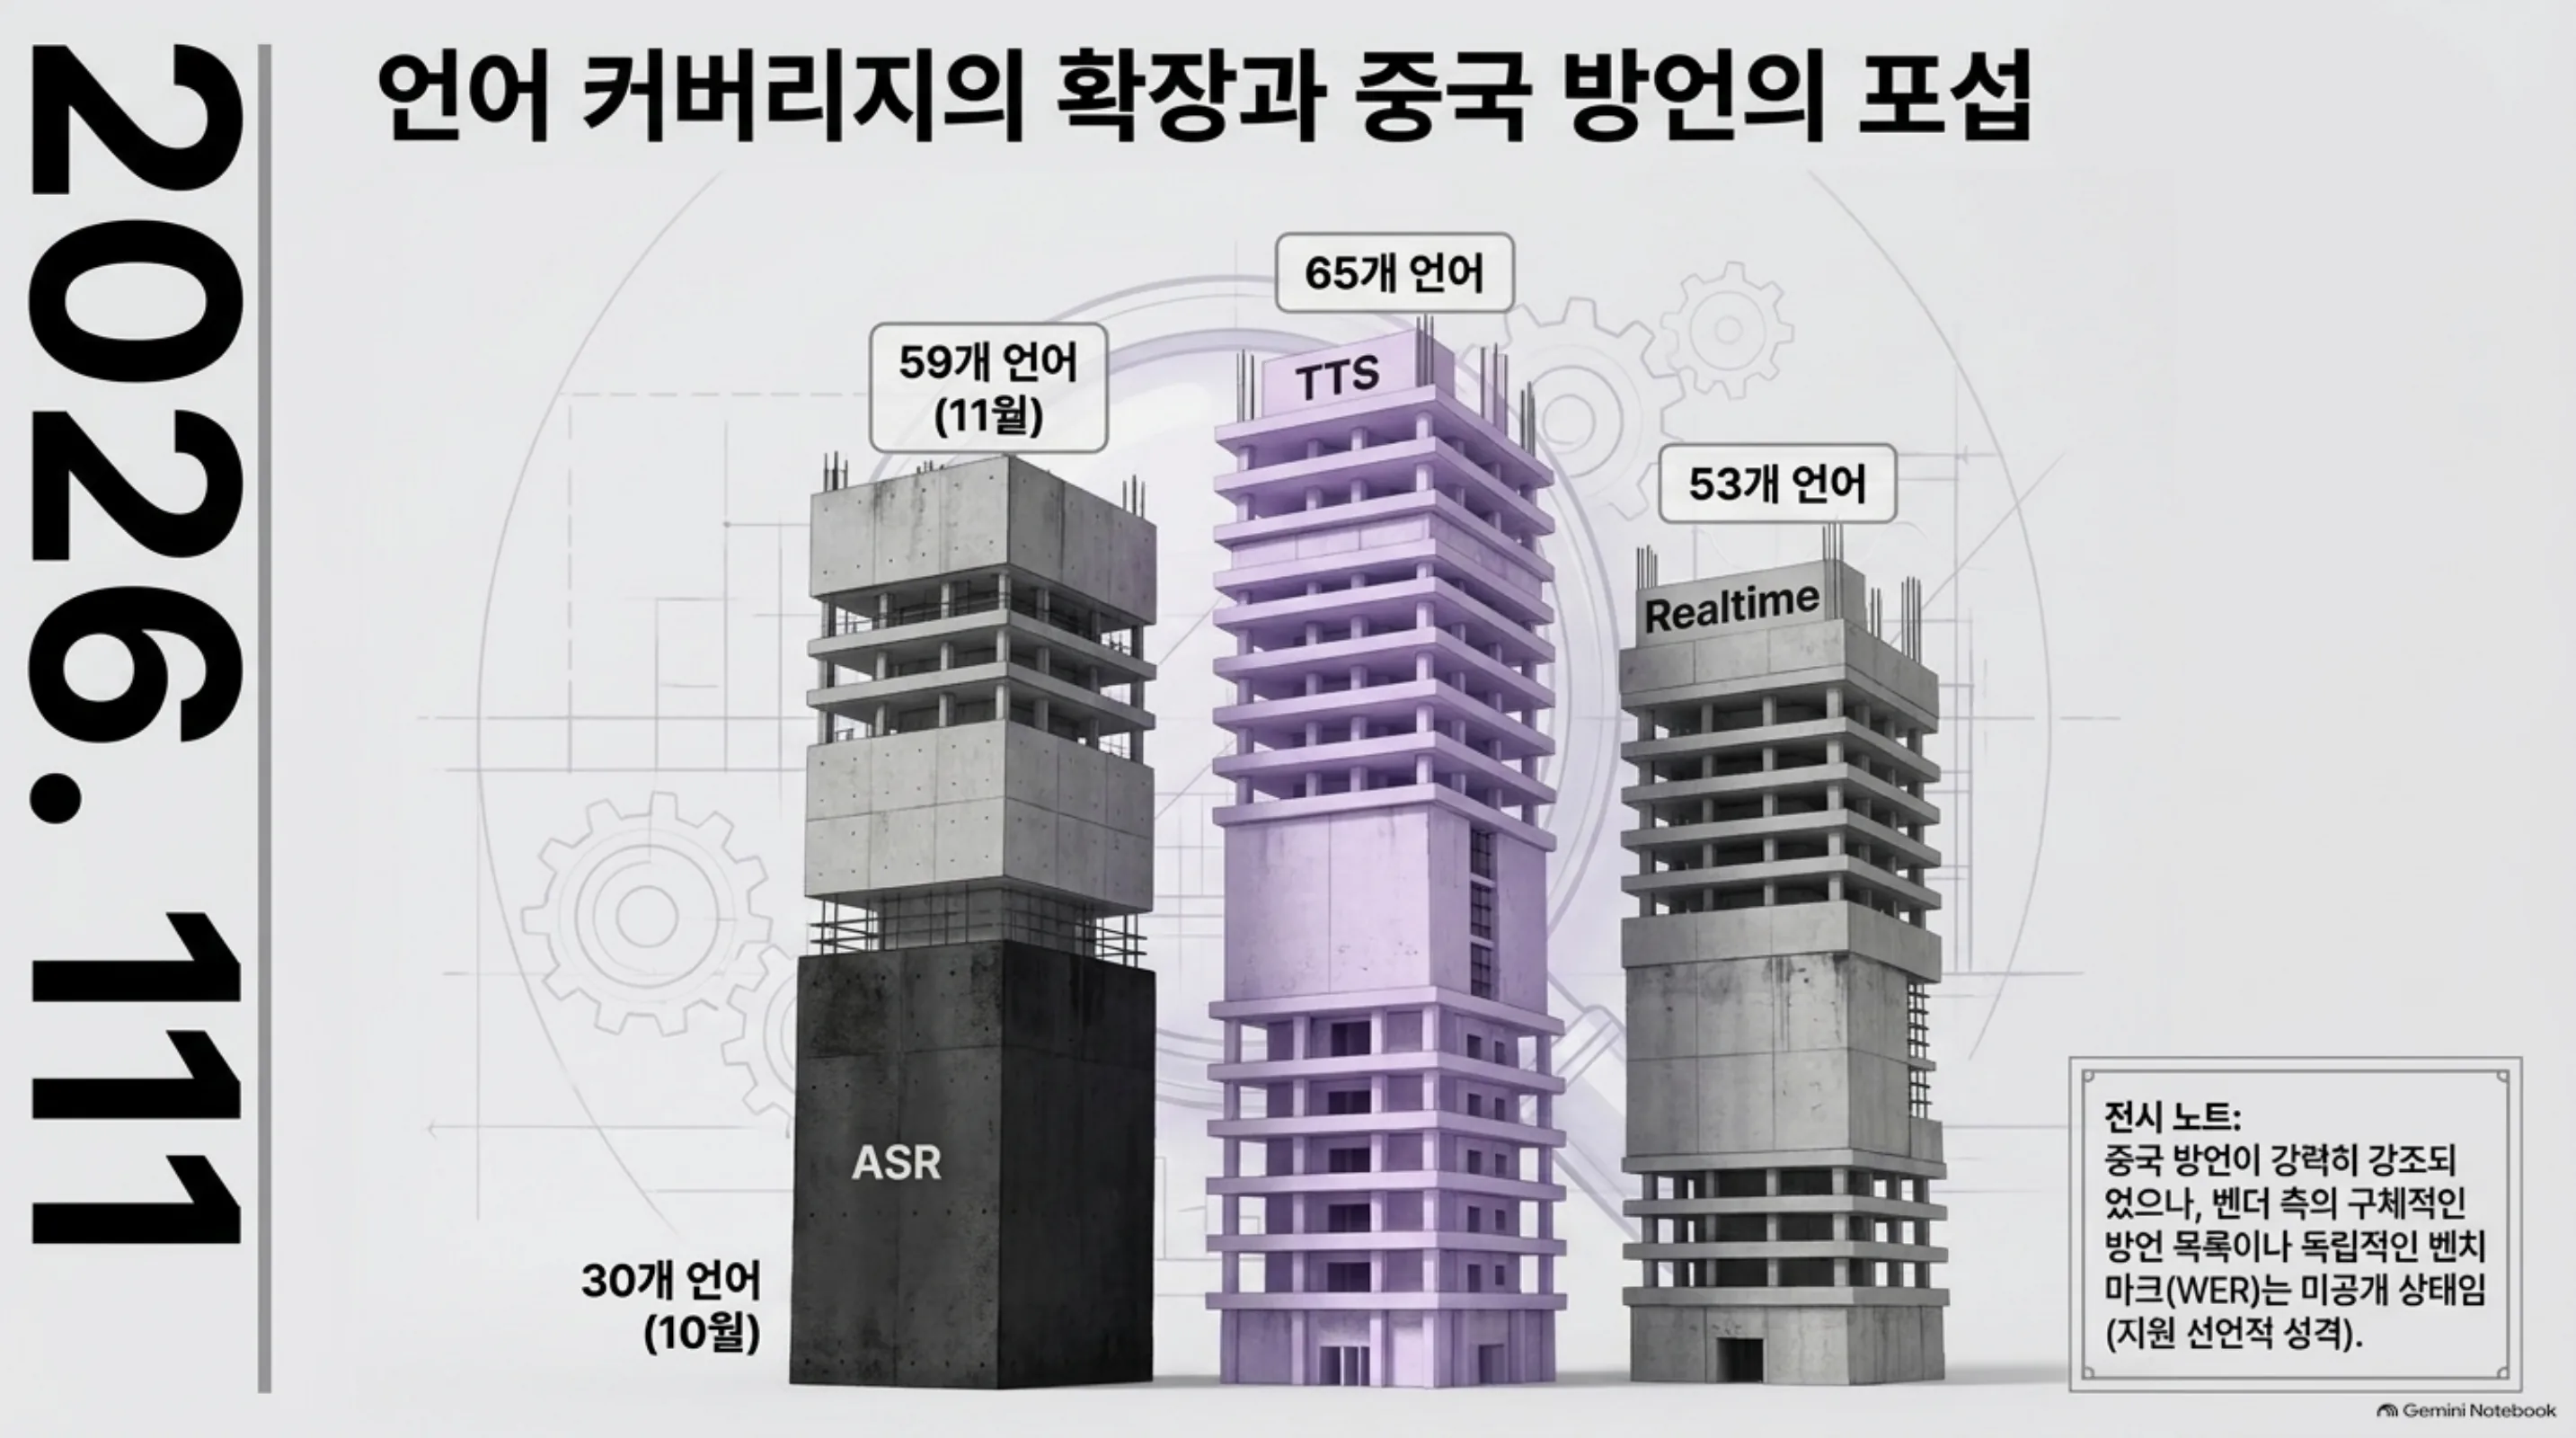 2026. 111
언어 커버리지의 확장과 중국 방언의 포섭
59개 언어
(11월)
65개 언어
53개 언어
TTS
Realtime
ASR
30개 언어
(10월)
전시 노트:
중국 방언이 강력히 강조되
었으나, 벤더 측의 구체적인
방언 목록이나 독립적인 벤치
마크(WER)는 미공개 상태임
(지원 선언적 성격).
Gemini Notebook